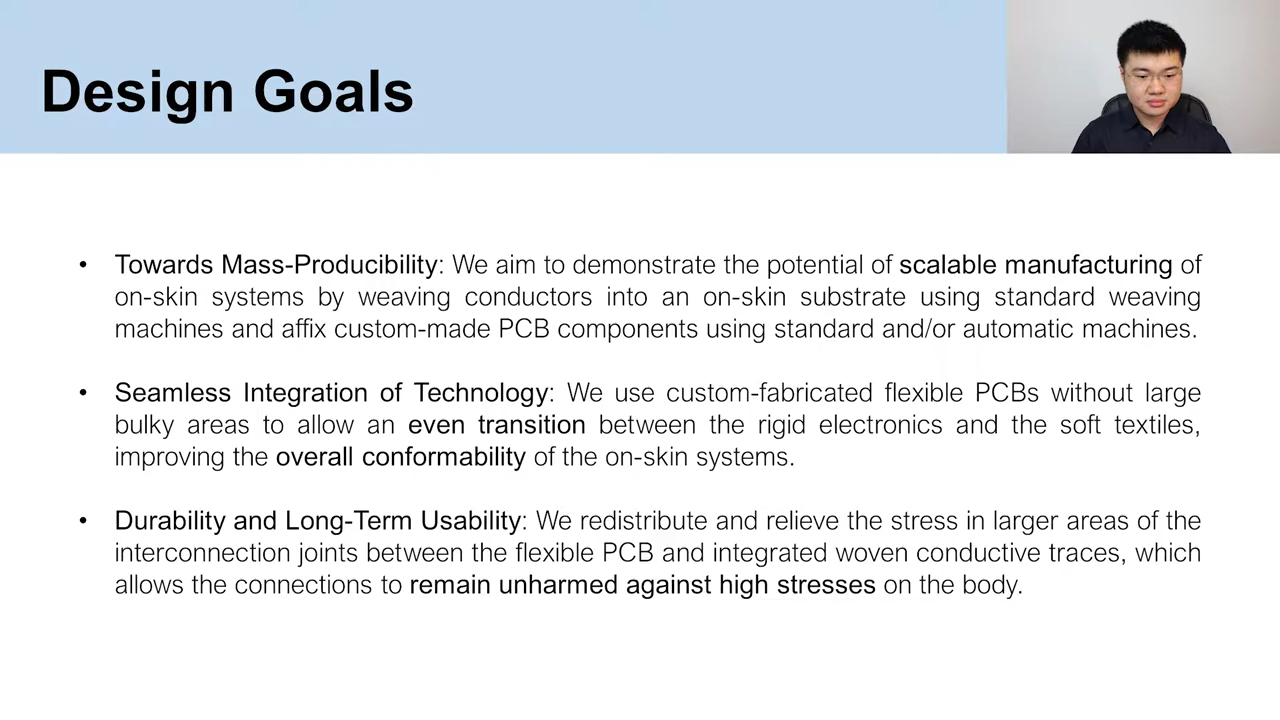 Design Goals
• Towards Mass-Producibility: We aim to demonstrate the potential of scalable manufacturing of
on-skin systems by weaving conductors into an on-skin substrate using standard weaving
machines and affix custom-made PCB components using standard and/or automatic machines.
• Seamless Integration of Technology: We use custom-fabricated flexible PCBs without large
bulky areas to allow an even transition between the rigid electronics and the soft textiles,
improving the overall conformability of the on-skin systems.
• Durability and Long-Term Usability: We redistribute and relieve the stress in larger areas of the
interconnection joints between the flexible PCB and integrated woven conductive traces, which
allows the connections to remain unharmed against high stresses on the body.